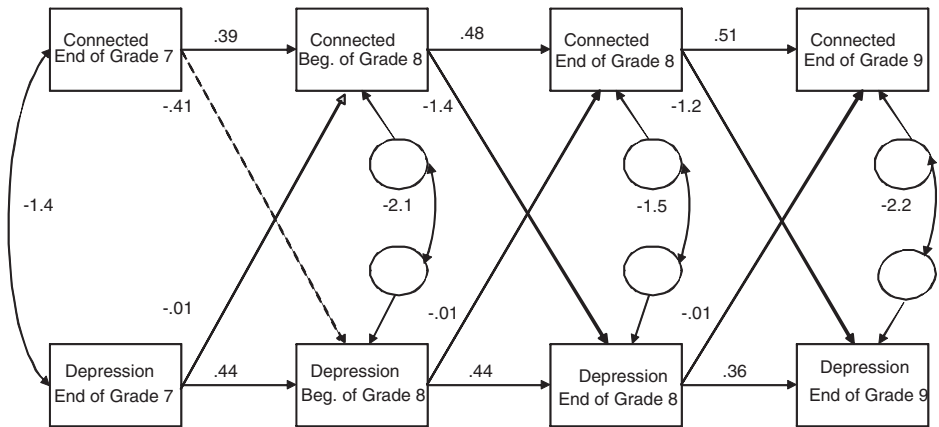 Connected
End of Grade 7
.39
Connected
Beg. of Grade 8
.48
Connected
End of Grade 8
.51
Connected
End of Grade 9
-.41
-1.4
-1.2
-1.4
-2.1
-1.5
-2.2
-.01
-.01
-.01
Depression
End of Grade 7
.44
Depression
Beg. of Grade 8
.44
Depression
End of Grade 8
.36
Depression
End of Grade 9